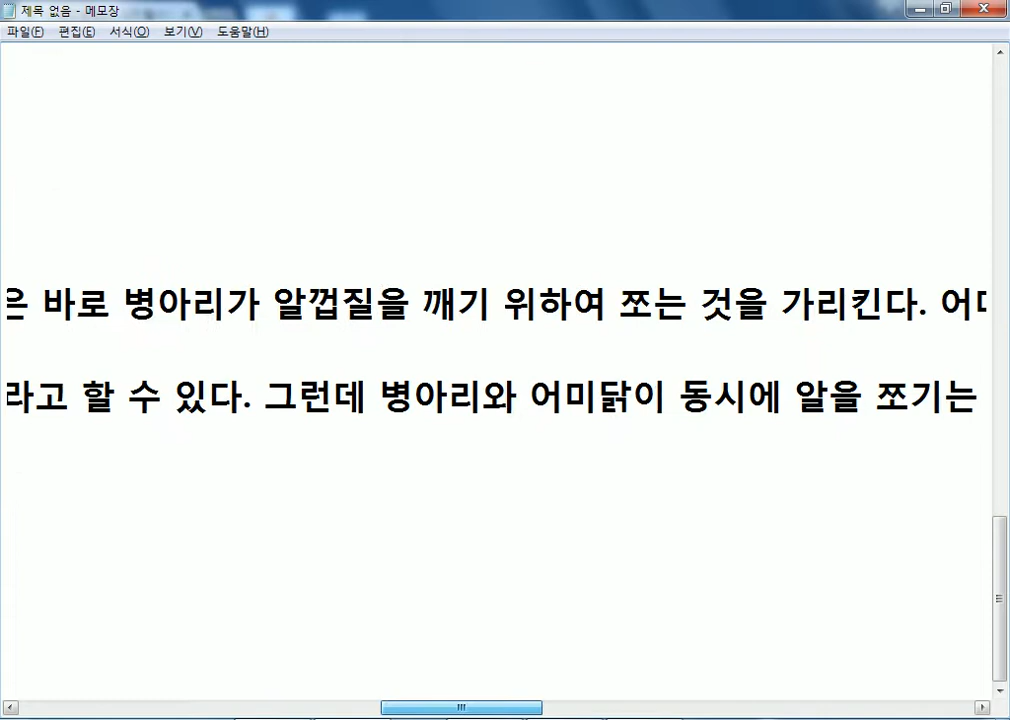 제목 없음 - 메모장
파일(F) 편집(E) 서식(O) 보기(V) 도움말(H)
은 바로 병아리가 알껍질을 깨기 위하여 쪼는 것을 가리킨다.
라고 할 수 있다. 그런데 병아리와 어미닭이 동시에 알을 쪼기는